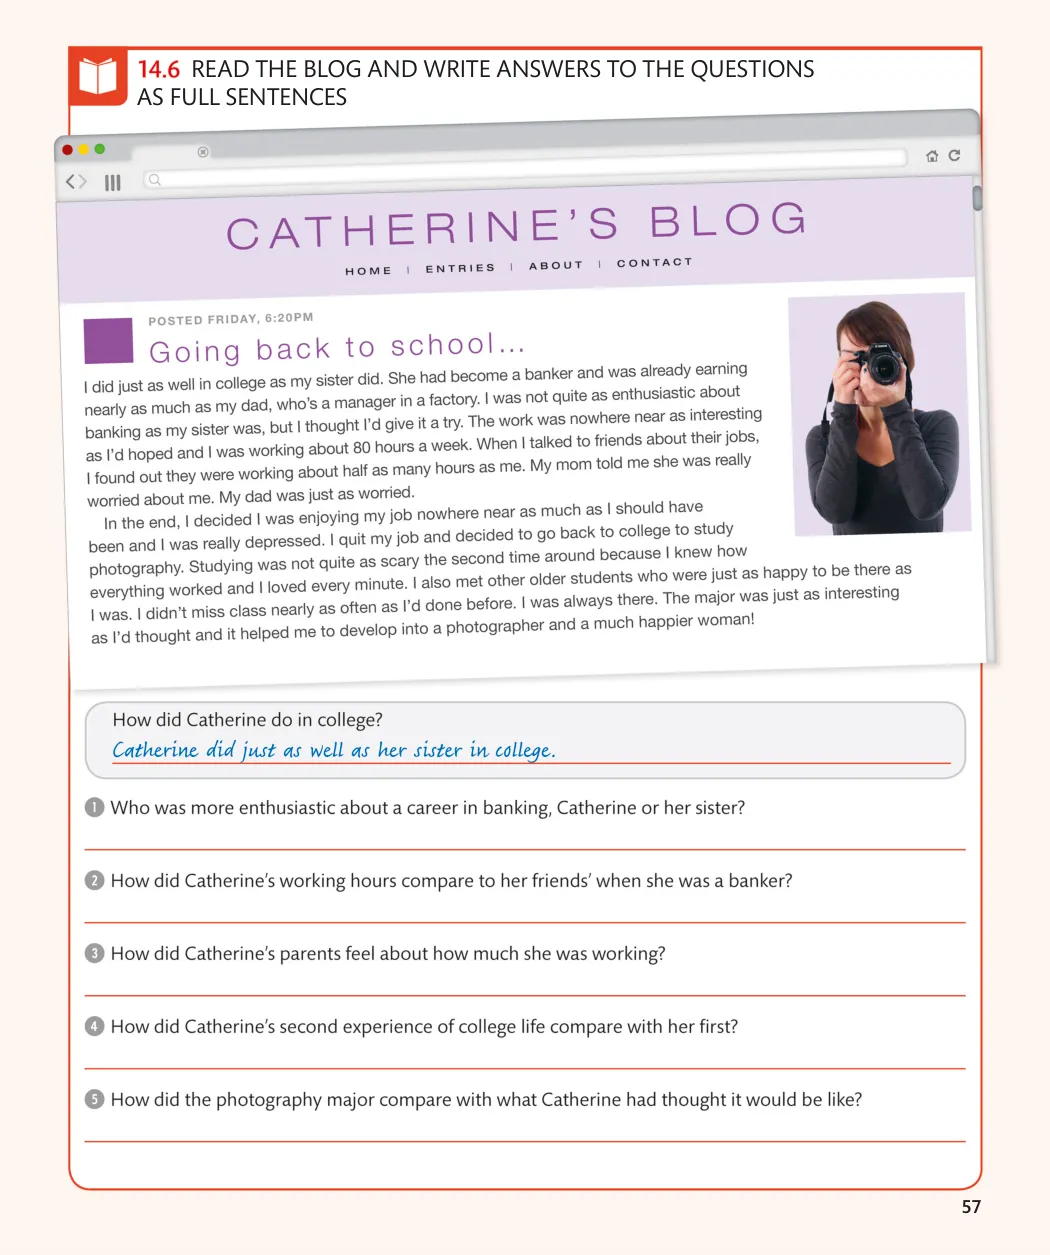 14.6 READ THE BLOG AND WRITE ANSWERS TO THE QUESTIONS
AS FULL SENTENCES
CATHERINE'S BLOG
HOME | ENTRIES | ABOUT | CONTACT
POSTED FRIDAY, 6:20PM
Going back to school...
I did just as well in college as my sister did. She had become a banker and was already earning
nearly as much as my dad, who's a manager in a factory. I was not quite as enthusiastic about
banking as my sister was, but I thought I'd give it a try. The work was nowhere near as interesting
as I'd hoped and I was working about 80 hours a week. When I talked to friends about their jobs,
I found out they were working about half as many hours as me. My mom told me she was really
worried about me. My dad was just as worried.
In the end, I decided I was enjoying my job nowhere near as much as I should have
been and I was really depressed. I quit my job and decided to go back to college to study
photography. Studying was not quite as scary the second time around because I knew how
everything worked and I loved every minute. I also met other older students who were just as happy to be there as
I was. I didn't miss class nearly as often as I'd done before. I was always there. The major was just as interesting
as I'd thought and it helped me to develop into a photographer and a much happier woman!
How did Catherine do in college?
Catherine did just as well as her sister in college.
1 Who was more enthusiastic about a career in banking, Catherine or her sister?
2 How did Catherine's working hours compare to her friends' when she was a banker?
3 How did Catherine's parents feel about how much she was working?
4 How did Catherine's second experience of college life compare with her first?
5 How did the photography major compare with what Catherine had thought it would be like?
57